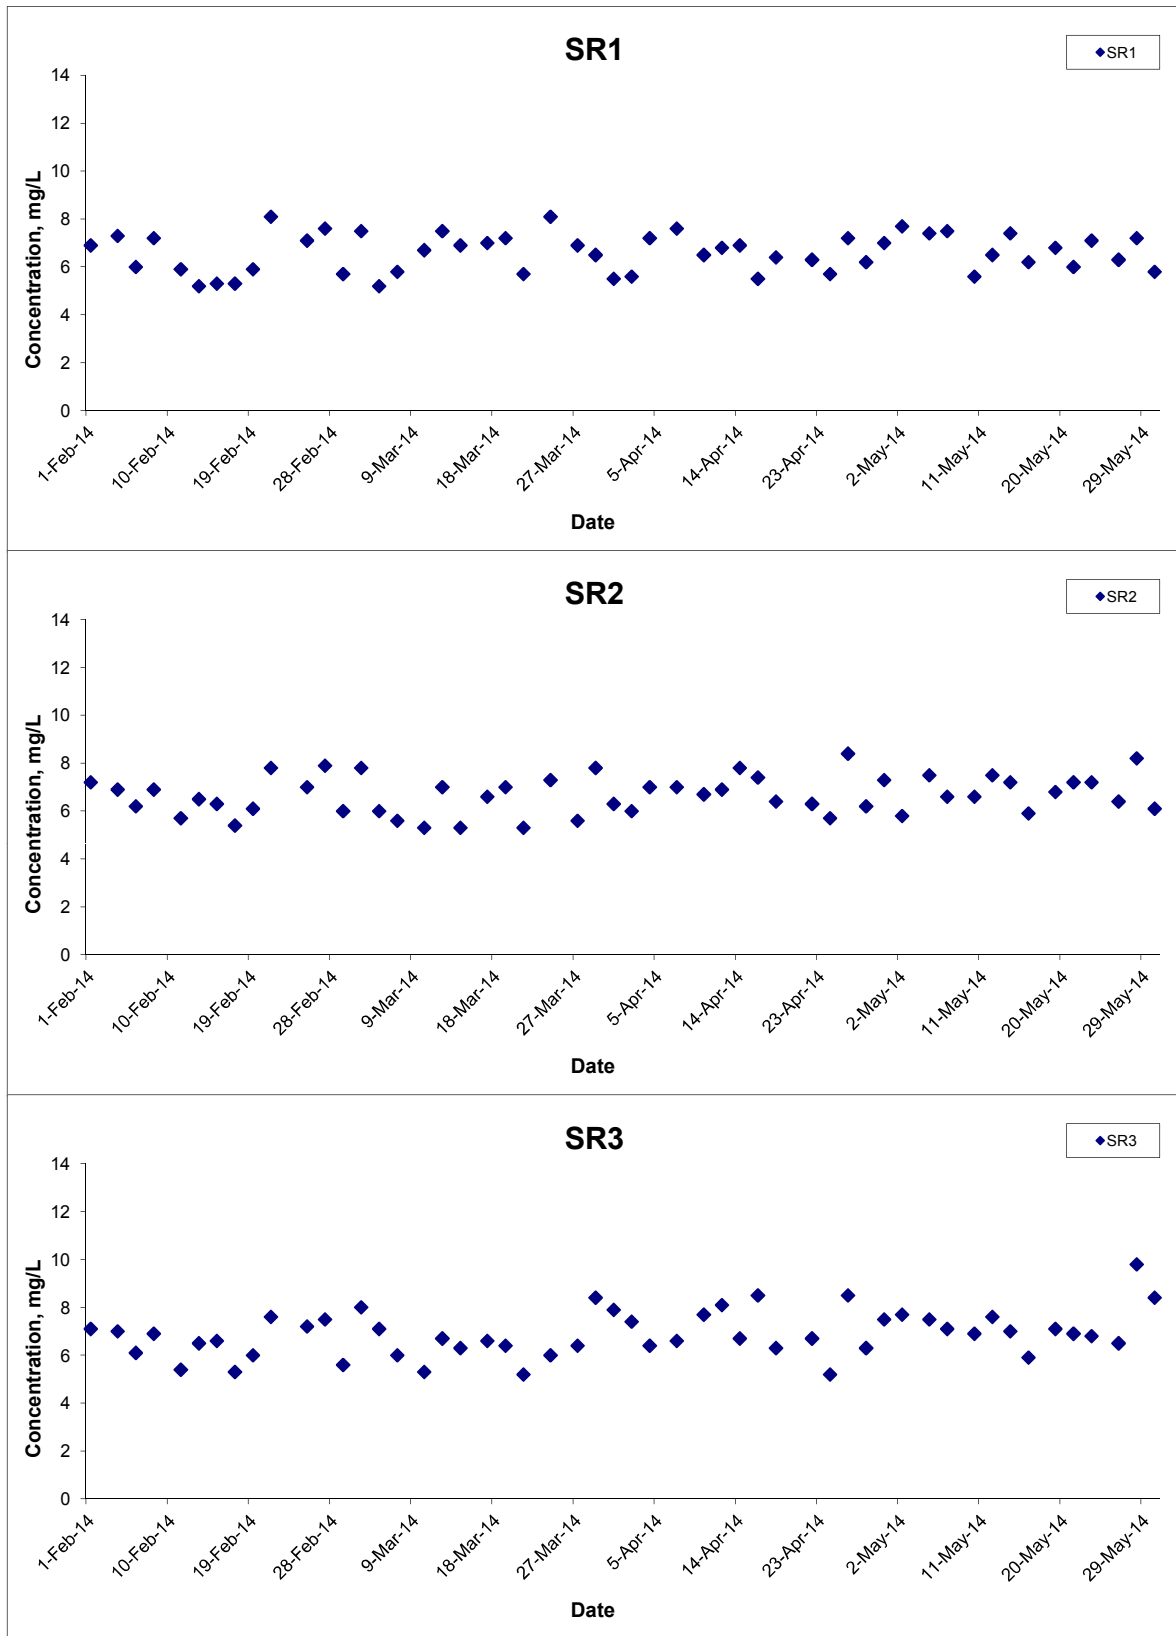 SR1
SR1
14
12
10
8
6
4
2
0
Concentration, mg/L
1-Feb-14
10-Feb-14
19-Feb-14
28-Feb-14
9-Mar-14
18-Mar-14
27-Mar-14
5-Apr-14
14-Apr-14
23-Apr-14
2-May-14
11-May-14
20-May-14
29-May-14
Date
SR2
SR2
14
12
10
8
6
4
2
0
Concentration, mg/L
1-Feb-14
10-Feb-14
19-Feb-14
28-Feb-14
9-Mar-14
18-Mar-14
27-Mar-14
5-Apr-14
14-Apr-14
23-Apr-14
2-May-14
11-May-14
20-May-14
29-May-14
Date
SR3
SR3
14
12
10
8
6
4
2
0
Concentration, mg/L
1-Feb-14
10-Feb-14
19-Feb-14
28-Feb-14
9-Mar-14
18-Mar-14
27-Mar-14
5-Apr-14
14-Apr-14
23-Apr-14
2-May-14
11-May-14
20-May-14
29-May-14
Date